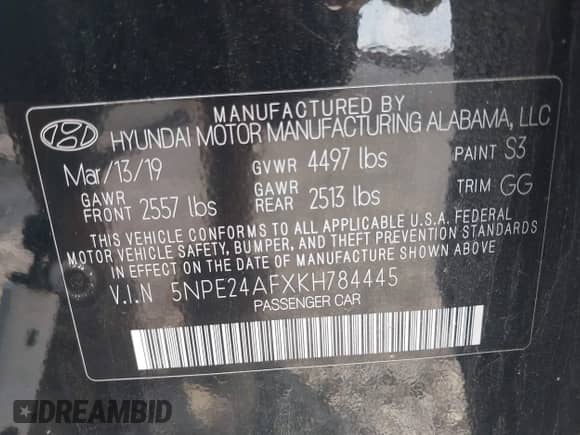 MANUFACTURED BY
HYUNDAI MOTOR MANUFACTURING ALABAMA, LLC
Mar/13/19 GVWR 4497 lbs PAINT S3
GAWR FRONT 2557 lbs GAWR REAR 2513 lbs TRIM GG
THIS VEHICLE CONFORMS TO ALL APPLICABLE U.S.A. FEDERAL
MOTOR VEHICLE SAFETY, BUMPER, AND THEFT PREVENTION STANDARDS
IN EFFECT ON THE DATE OF MANUFACTURE SHOWN ABOVE
V.I.N 5NPE24AFXKH784445
PASSENGER CAR
DREAMBID